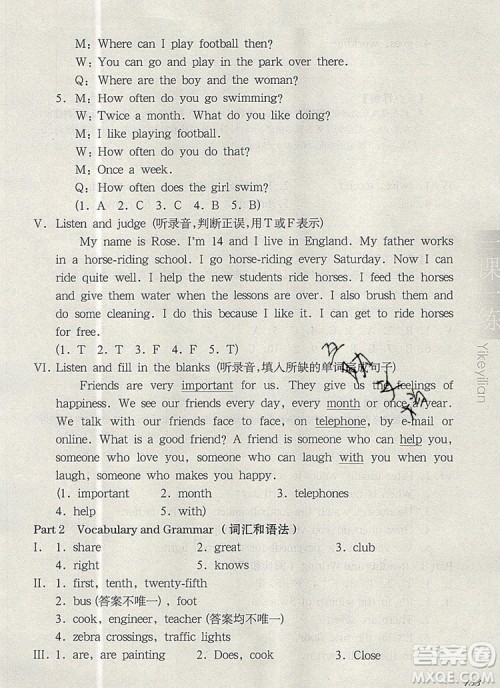 M: Where can I play football then?
W: You can go and play in the park over there.
Q: Where are the boy and the woman?
5. M: How often do you go swimming?
W: Twice a month. What do you like doing?
M: I like playing football.
W: How often do you do that?
M: Once a week.
Q: How often does the girl swim?
(1. A 2. C 3. C 4. B 5. B)
V. Listen and judge (听录音,判断正误,用T或F表示)
My name is Rose. I'm 14 and I live in England. My father works
in a horse-riding school. I go horse-riding every Saturday. Now I can
ride quite well. I help the new students ride horses. I feed the horses
and give them water when the lessons are over. I also brush them and
do some cleaning. I do this because I like it. I can get to ride horses
for free.
(1. T 2. F 3. T 4. T 5. T)
VI. Listen and fill in the blanks (听录音,填入所缺的单词完成句子)
Friends are very important for us. They give us the feelings of
happiness. We see our friends every day, every month or once a year.
We talk with our friends face to face, on telephone, by e-mail or
online. What is a friend? A friend is someone who can help you,
someone who love you, someone who can laugh with you when you
laugh, someone who makes you happy.
(1. important 2. month 3. telephones
4. help 5. with)
Part 2 Vocabulary and Grammar (词汇和语法)
I. 1. share 2. great 3. club
4. right 5. knows
II. 1. first, tenth, twenty-fifth
2. bus (答案不唯一), foot
3. cook, engineer, teacher (答案均不唯一)
4. zebra crossings, traffic lights
III. 1. are, are painting 2. Does, cook 3. Close
课
练
Yikeyilian
MXQE.COM